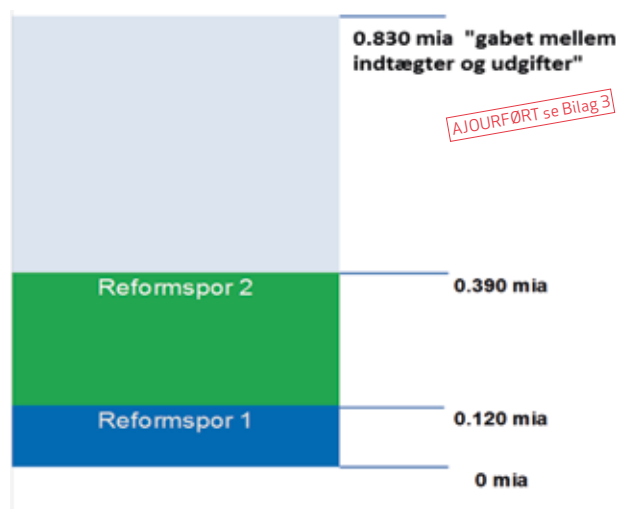 0.830 mia "gabet mellem
indtægter og udgifter"
AJOURFØRT se Bilag 3
Reformspor 2
0.390 mia
Reformspor 1
0.120 mia
0 mia